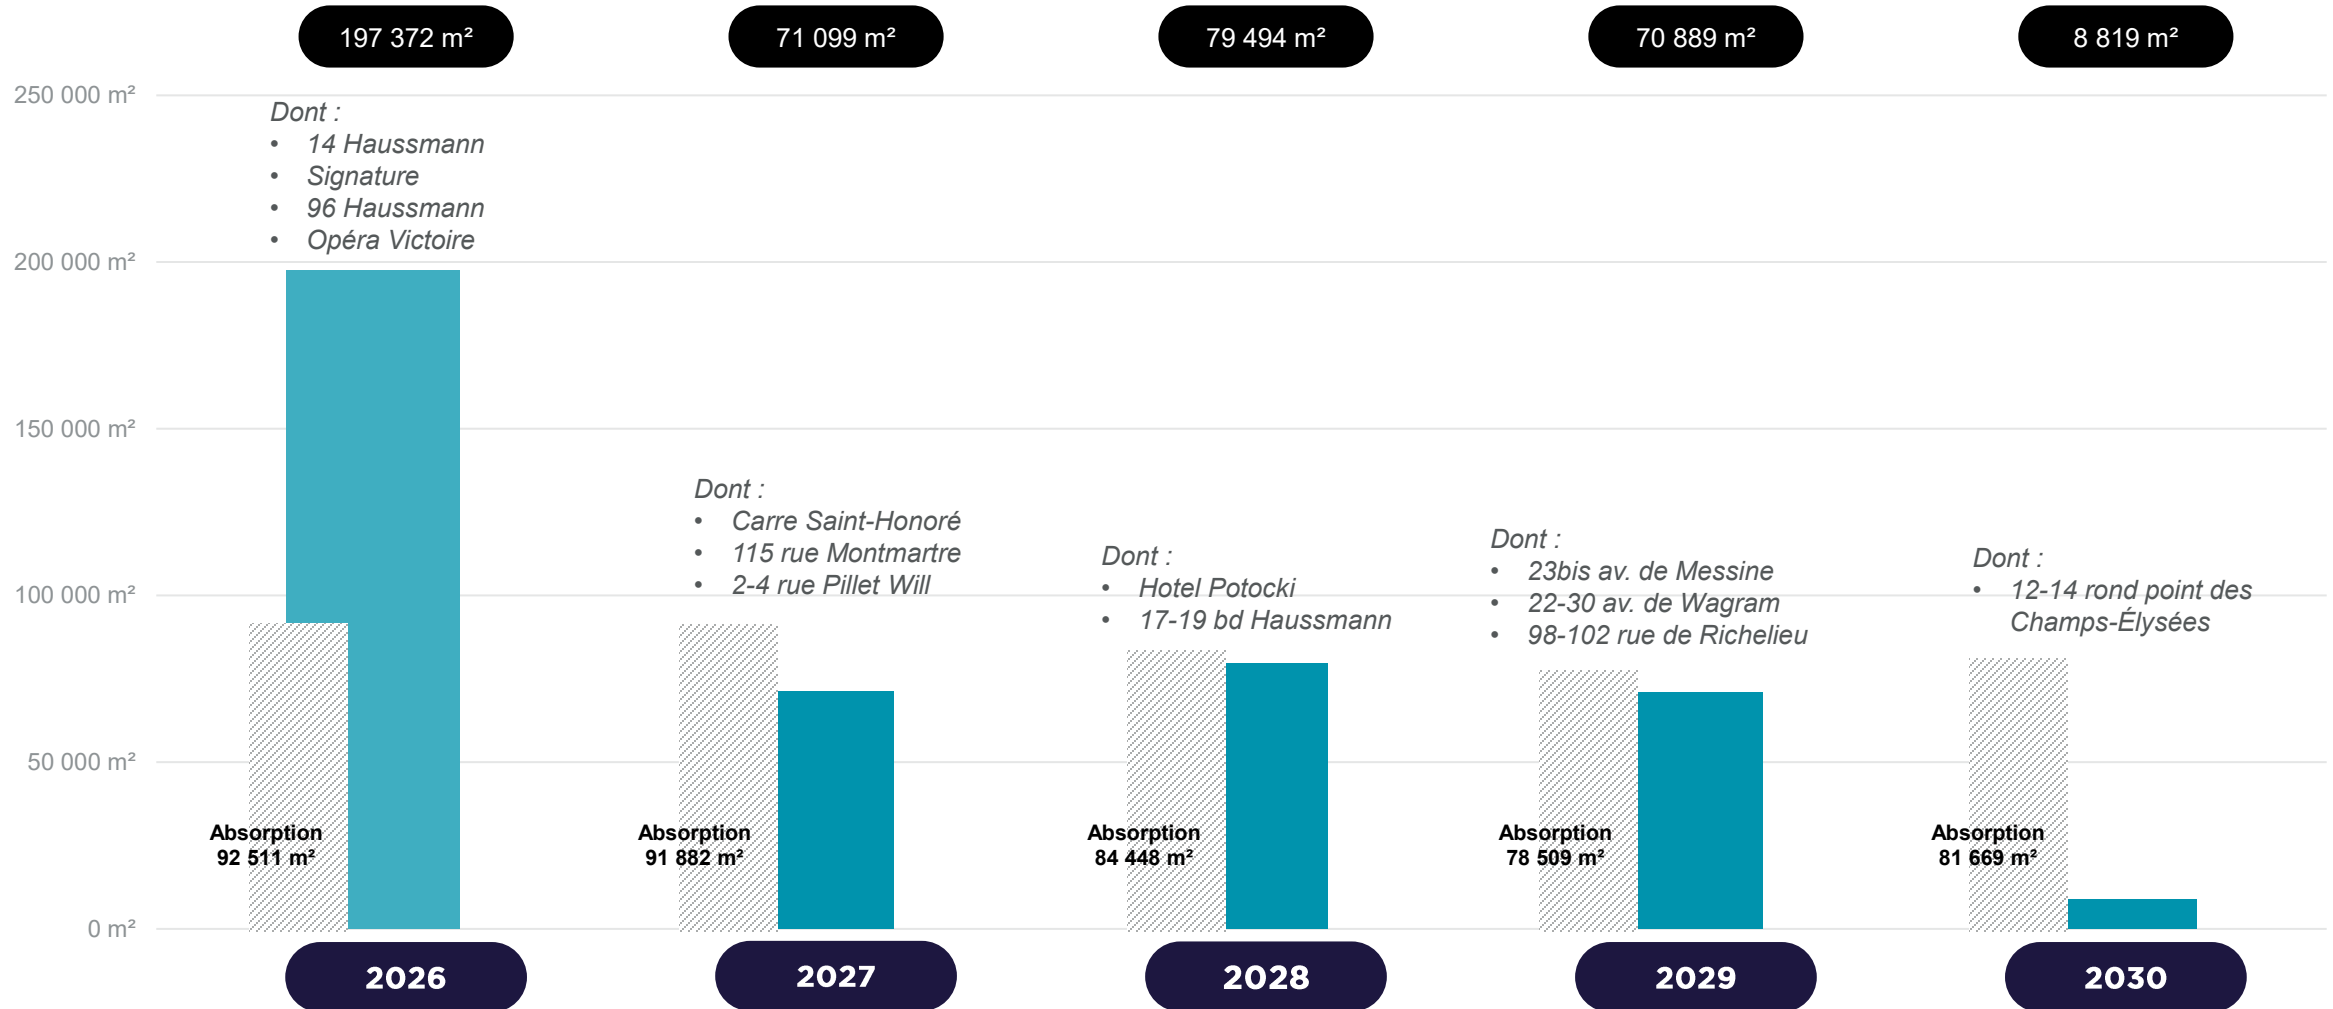 197 372 m²
71 099 m²
79 494 m²
70 889 m²
8 819 m²
250 000 m²
200 000 m²
150 000 m²
100 000 m²
50 000 m²
0 m²
Dont :
• 14 Haussmann
• Signature
• 96 Haussmann
• Opéra Victoire
Dont :
• Carre Saint-Honoré
• 115 rue Montmartre
• 2-4 rue Pillet Will
Dont :
• Hotel Potocki
• 17-19 bd Haussmann
Dont :
• 23bis av. de Messine
• 22-30 av. de Wagram
• 98-102 rue de Richelieu
Dont :
• 12-14 rond point des
Champs-Élysées
Absorption
92 511 m²
Absorption
91 882 m²
Absorption
84 448 m²
Absorption
78 509 m²
Absorption
81 669 m²
2026
2027
2028
2029
2030